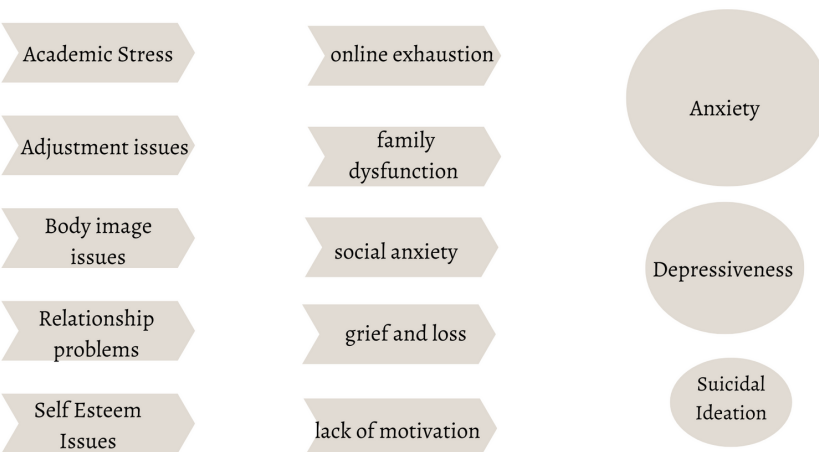 Academic Stress
Adjustment issues
Body image
issues
Relationship
problems
Self Esteem
Issues
online exhaustion
family
dysfunction
social anxiety
grief and loss
lack of motivation
Anxiety
Depressiveness
Suicidal
Ideation